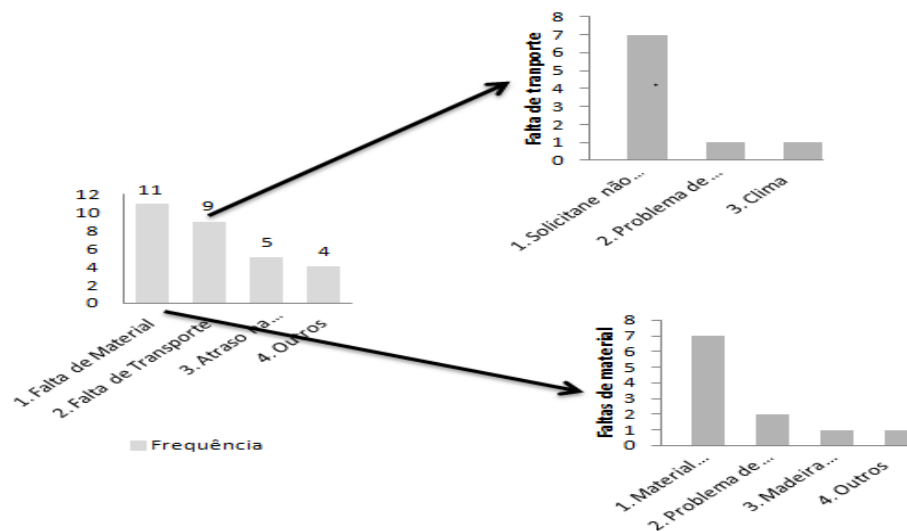 12
10
8
6
4
2
0
11
9
5
4
1. Falta de Material
2. Falta de Transporte
3. Atraso na...
4. Outros
Frequência
Falta de tranporte
8
7
6
5
4
3
2
1
0
1. Solicitane não...
2. Problema de...
3. Clima
Faltas de material
8
7
6
5
4
3
2
1
0
1. Material...
2. Problema de...
3. Madeira...
4. Outros